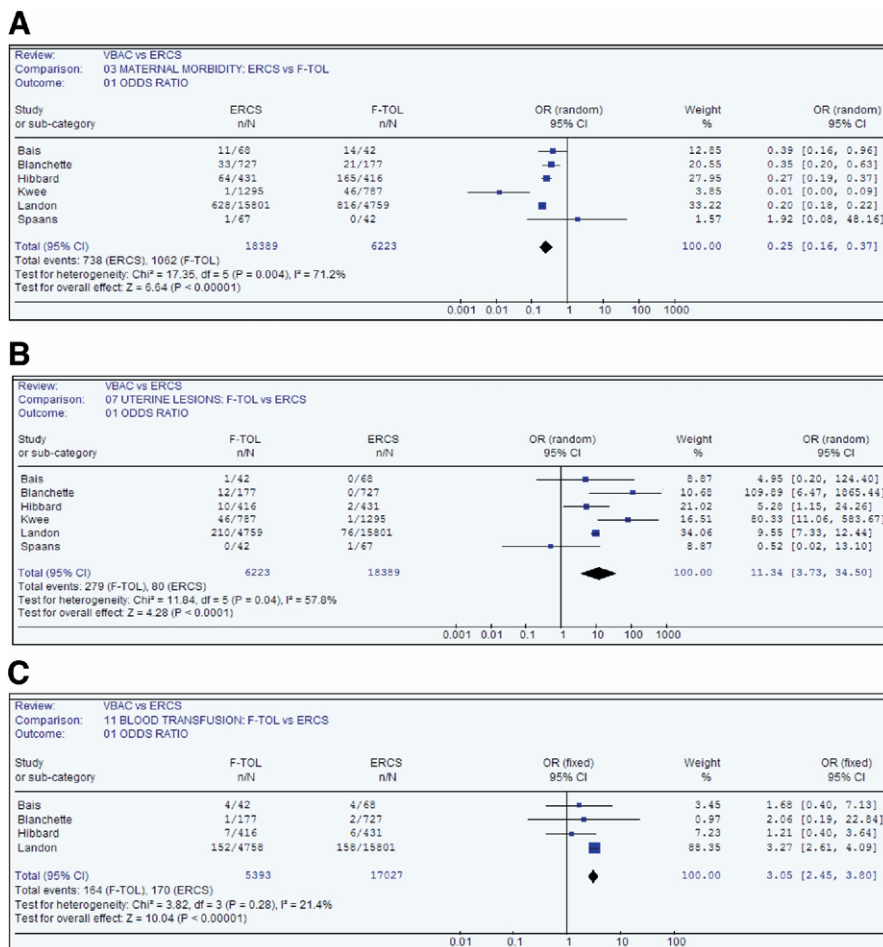 A
Review: VBAC vs ERCS
Comparison: 03 MATERNAL MORBIDITY: ERCS vs F-TOL
Outcome: 01 ODDS RATIO
Study ERCS F-TOL OR (random) Weight OR (random)
or sub-category n/N n/N 95% CI % 95% CI
Bais 11/68 14/42 12.85 0.39 [0.16, 0.96]
Blanchette 33/727 21/177 20.55 0.35 [0.20, 0.63]
Hibbard 64/431 165/416 27.95 0.27 [0.19, 0.37]
Kwee 1/1295 46/787 3.85 0.01 [0.00, 0.09]
Landon 628/15801 816/4759 33.22 0.20 [0.18, 0.22]
Spaans 1/67 0/42 1.57 1.92 [0.08, 48.16]
Total (95% CI) 18389 6223 100.00 0.25 [0.16, 0.37]
Total events: 738 (ERCS), 1062 (F-TOL)
Test for heterogeneity: Chi² = 17.35, df = 5 (P = 0.004), I² = 71.2%
Test for overall effect: Z = 6.64 (P < 0.00001)
0.001 0.01 0.1 1 10 100 1000
B
Review: VBAC vs ERCS
Comparison: 07 UTERINE LESIONS: F-TOL vs ERCS
Outcome: 01 ODDS RATIO
Study F-TOL ERCS OR (random) Weight OR (random)
or sub-category n/N n/N 95% CI % 95% CI
Bais 1/42 0/68 8.87 4.95 [0.20, 124.40]
Blanchette 12/177 0/727 10.68 109.89 [6.47, 1865.44]
Hibbard 10/416 2/431 21.02 5.28 [1.15, 24.26]
Kwee 46/787 1/1295 16.51 80.33 [11.06, 583.67]
Landon 210/4759 76/15801 34.06 9.55 [7.33, 12.44]
Spaans 0/42 1/67 8.87 0.52 [0.02, 13.10]
Total (95% CI) 6223 18389 100.00 11.34 [3.73, 34.50]
Total events: 279 (F-TOL), 80 (ERCS)
Test for heterogeneity: Chi² = 11.84, df = 5 (P = 0.04), I² = 57.8%
Test for overall effect: Z = 4.28 (P < 0.0001)
0.001 0.01 0.1 1 10 100 1000
C
Review: VBAC vs ERCS
Comparison: 11 BLOOD TRANSFUSION: F-TOL vs ERCS
Outcome: 01 ODDS RATIO
Study F-TOL ERCS OR (fixed) Weight OR (fixed)
or sub-category n/N n/N 95% CI % 95% CI
Bais 4/42 4/68 3.45 1.68 [0.40, 7.13]
Blanchette 1/177 2/727 0.97 2.06 [0.19, 22.84]
Hibbard 7/416 6/431 7.23 1.21 [0.40, 3.64]
Landon 152/4758 158/15801 88.35 3.27 [2.61, 4.09]
Total (95% CI) 5393 17027 100.00 3.05 [2.45, 3.80]
Total events: 164 (F-TOL), 170 (ERCS)
Test for heterogeneity: Chi² = 3.82, df = 3 (P = 0.28), I² = 21.4%
Test for overall effect: Z = 10.04 (P < 0.00001)
0.01 0.1 1 10 100